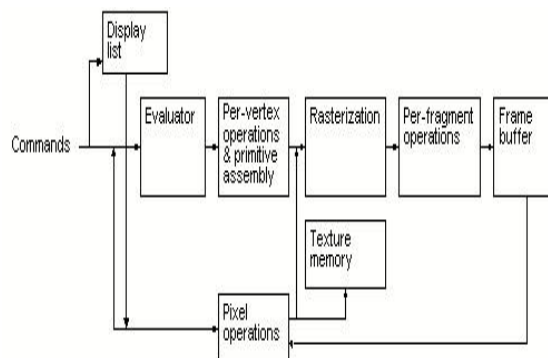 Display
list
Commands
Evaluator
Per-vertex
operations
& primitive
assembly
Rasterization
Per-fragment
operations
Frame
buffer
Texture
memory
Pixel
operations